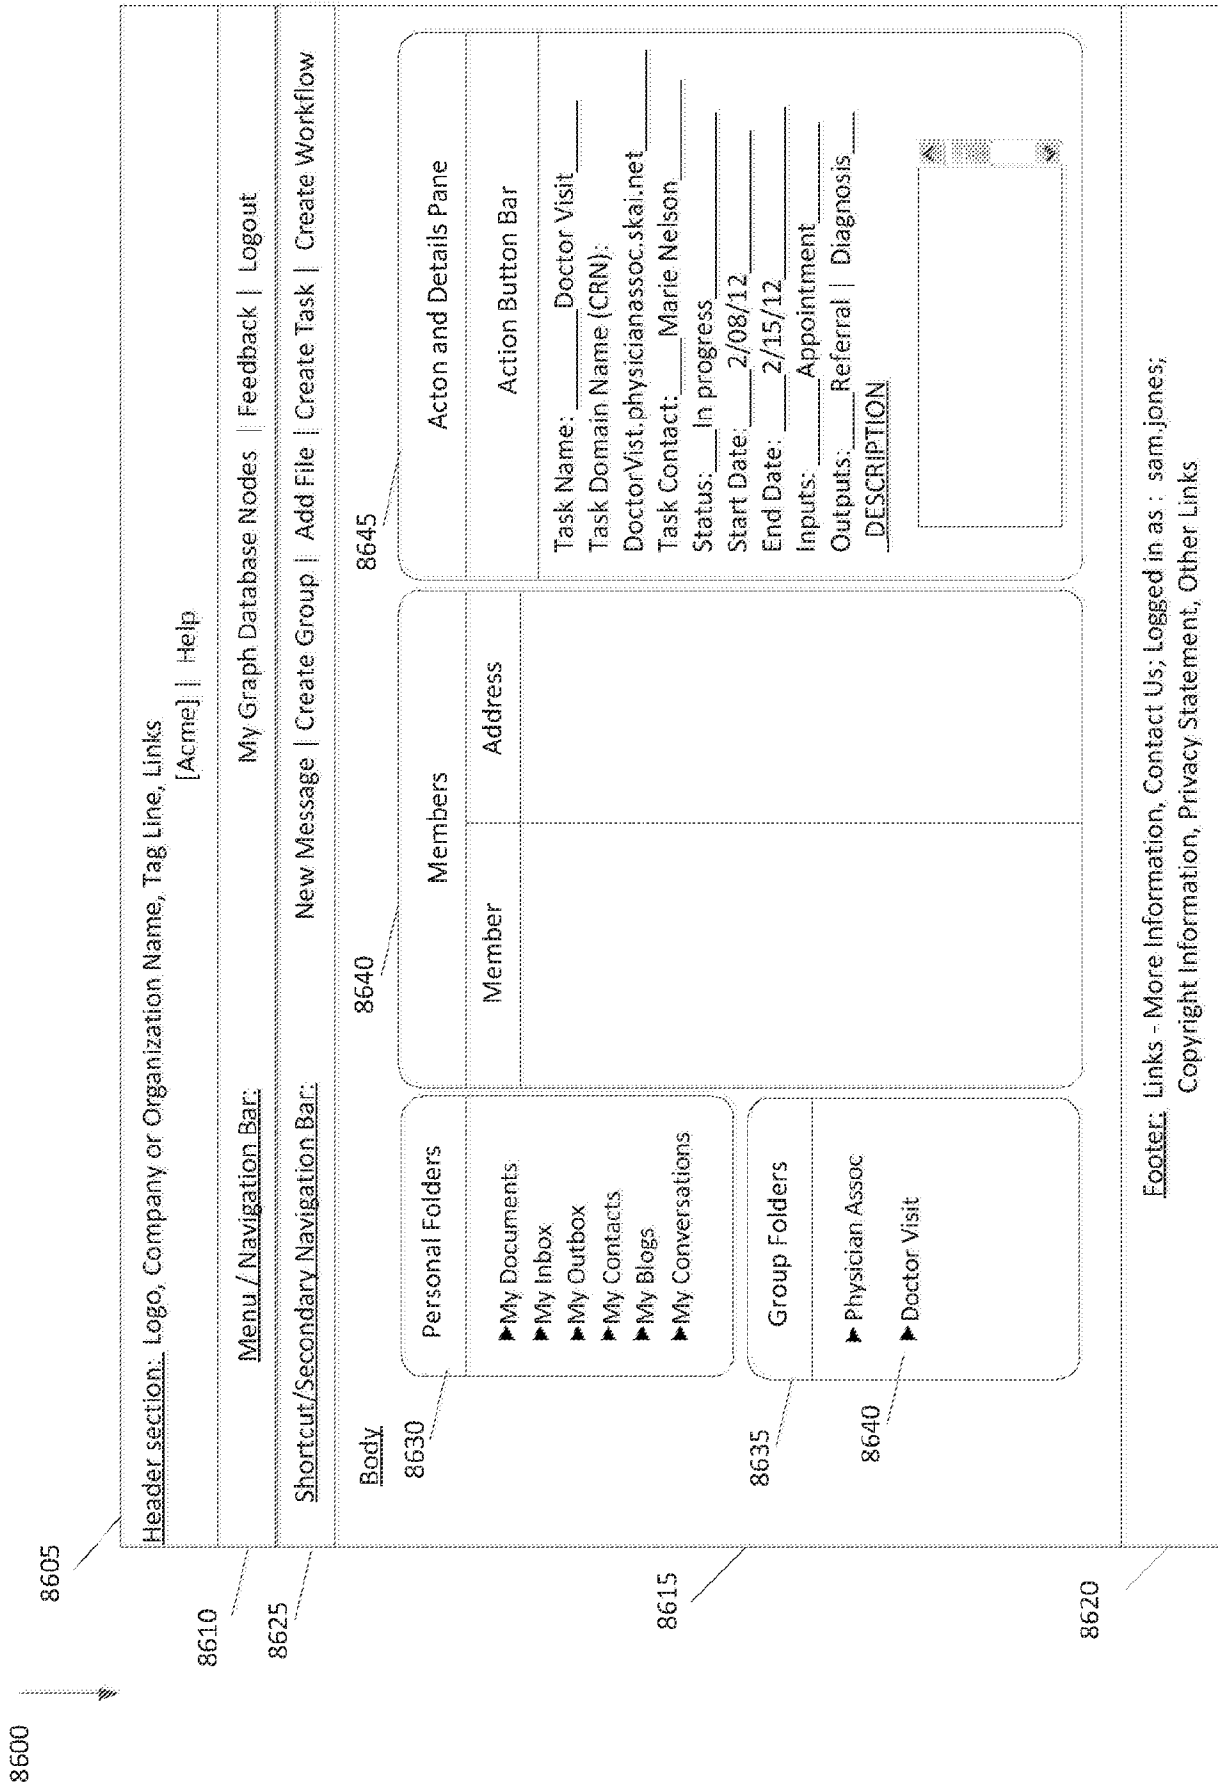 8600
8605
Header section: Logo, Company or Organization Name, Tag Line, Links
[Acme] | Help
8610
Menu / Navigation Bar: My Graph Database Nodes | Feedback | Logout
8625
Shortcut/Secondary Navigation Bar: New Message | Create Group | Add File | Create Task | Create Workflow
8615
Body
8630
Personal Folders
My Documents
My Inbox
My Outbox
My Contacts
My Blogs
My Conversations
8635
Group Folders
Physician Assoc
8640
Doctor Visit
8640
Members
Member Address
8645
Acton and Details Pane
Action Button Bar
Task Name: Doctor Visit
Task Domain Name (CRN):
DoctorVist.physicianassoc.skai.net
Task Contact: Marie Nelson
Status: In progress
Start Date: 2/08/12
End Date: 2/15/12
Inputs: Appointment
Outputs: Referral | Diagnosis
DESCRIPTION
8620
Footer: Links - More Information, Contact Us; Logged in as : sam.jones;
Copyright Information, Privacy Statement, Other Links